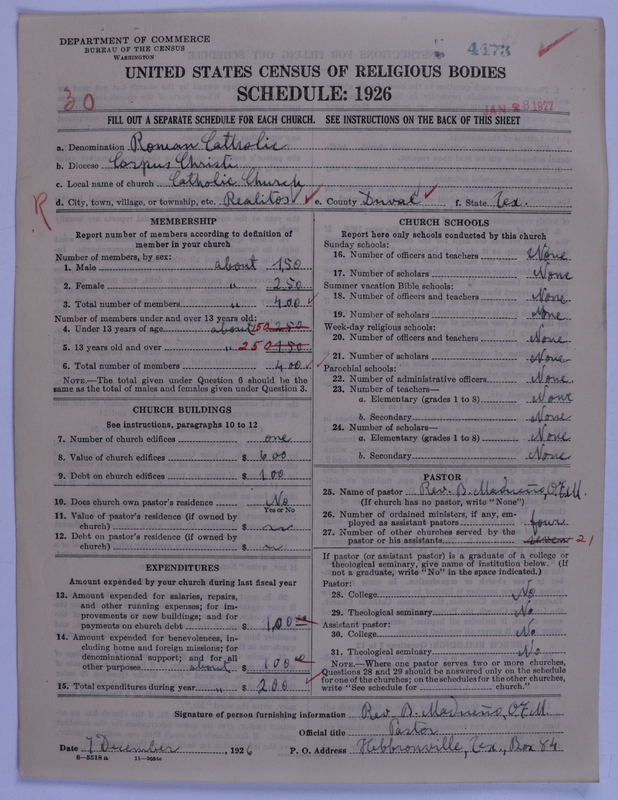 DEPARTMENT OF COMMERCE
BUREAU OF THE CENSUS
WASHINGTON
4473
UNITED STATES CENSUS OF RELIGIOUS BODIES
SCHEDULE: 1926
30
JAN 28 1927
FILL OUT A SEPARATE SCHEDULE FOR EACH CHURCH. SEE INSTRUCTIONS ON THE BACK OF THIS SHEET
a. Denomination Roman Catholic
b. Diocese Corpus Christi
c. Local name of church Catholic Church
d. City, town, village, or township, etc. Realitos e. County Duval f. State Tex.
R
MEMBERSHIP
Report number of members according to definition of
member in your church
Number of members, by sex:
1. Male about 150
2. Female " 250
3. Total number of members " 400
Number of members under and over 13 years old:
4. Under 13 years of age about 150 250
5. 13 years old and over " 250 150
6. Total number of members 400
NOTE.—The total given under Question 6 should be the
same as the total of males and females given under Question 3.
CHURCH BUILDINGS
See instructions, paragraphs 10 to 12
7. Number of church edifices one
8. Value of church edifices $ 600
9. Debt on church edifices $ 100
10. Does church own pastor's residence No
Yes or No
11. Value of pastor's residence (if owned by
church) $
12. Debt on pastor's residence (if owned by
church) $
EXPENDITURES
Amount expended by your church during last fiscal year
13. Amount expended for salaries, repairs,
and other running expenses; for im-
provements or new buildings; and for
payments on church debt $ 100
14. Amount expended for benevolences, in-
cluding home and foreign missions; for
denominational support; and for all
other purposes about $ 100
15. Total expenditures during year " $ 200
CHURCH SCHOOLS
Report here only schools conducted by this church
Sunday schools:
16. Number of officers and teachers None
17. Number of scholars None
Summer vacation Bible schools:
18. Number of officers and teachers None
19. Number of scholars None
Week-day religious schools:
20. Number of officers and teachers None
21. Number of scholars None
Parochial schools:
22. Number of administrative officers None
23. Number of teachers—
a. Elementary (grades 1 to 8) None
b. Secondary None
24. Number of scholars—
a. Elementary (grades 1 to 8) None
b. Secondary None
PASTOR
25. Name of pastor Rev. B. Madueño, O.F.M.
(If church has no pastor, write "None")
26. Number of ordained ministers, if any, em-
ployed as assistant pastors four
27. Number of other churches served by the
pastor or his assistants seven 21
If pastor (or assistant pastor) is a graduate of a college or
theological seminary, give name of institution below. (If
not a graduate, write "No" in the space indicated.)
Pastor:
28. College No
29. Theological seminary No
Assistant pastor:
30. College No
31. Theological seminary No
NOTE.—Where one pastor serves two or more churches,
Questions 28 and 29 should be answered only on the schedule
for one of the churches; on the schedules for the other churches,
write "See schedule for church."
Signature of person furnishing information Rev. B. Madueño, O.F.M.
Official title Pastor
Date 7 December, 1926 P. O. Address Hebbronville, Tex., Box 84
8—5518 a